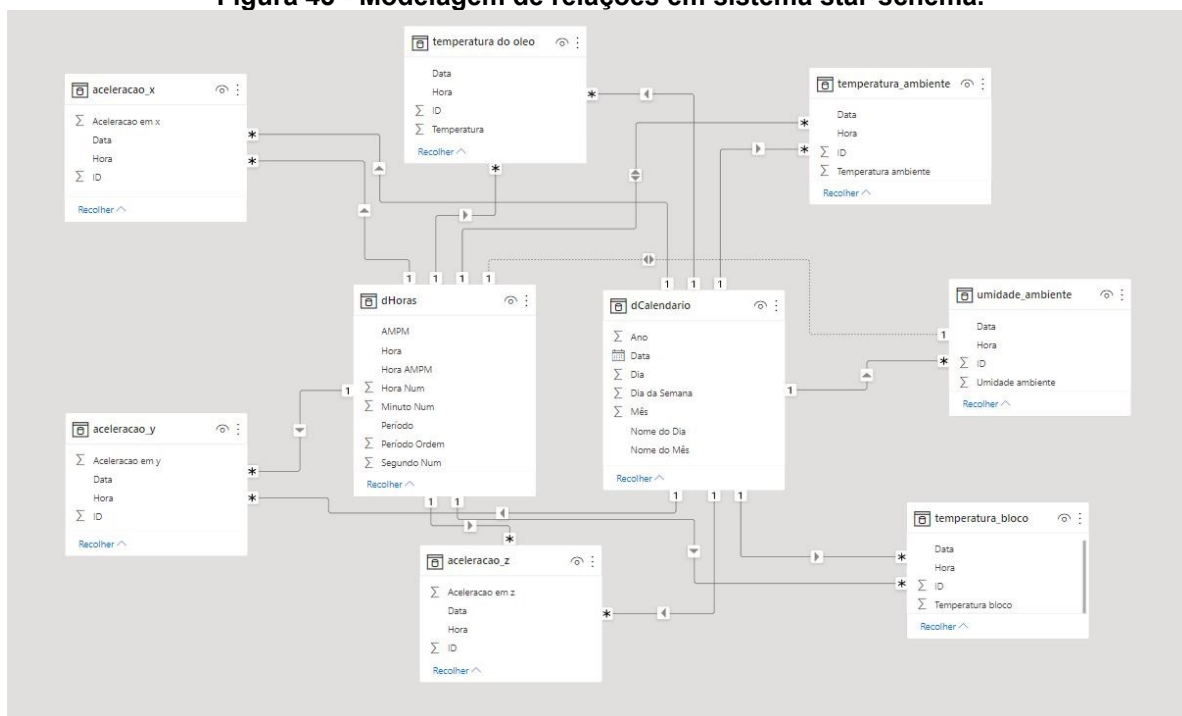 Figura 46 - Modelagem de relações em sistema star schema.
temperatura do oleo
Data
Hora
ID
Temperatura
Recolher
aceleracao_x
Aceleracao em x
Data
Hora
ID
Recolher
temperatura_ambiente
Data
Hora
ID
Temperatura ambiente
Recolher
dHoras
AMPM
Hora
Hora AMPM
Hora Num
Minuto Num
Período
Período Ordem
Segundo Num
Recolher
dCalendario
Ano
Data
Dia
Dia da Semana
Mês
Nome do Dia
Nome do Mês
Recolher
umidade_ambiente
Data
Hora
ID
Umidade ambiente
Recolher
aceleracao_y
Aceleracao em y
Data
Hora
ID
Recolher
aceleracao_z
Aceleracao em z
Data
Hora
ID
Recolher
temperatura_bloco
Data
Hora
ID
Temperatura bloco
Recolher